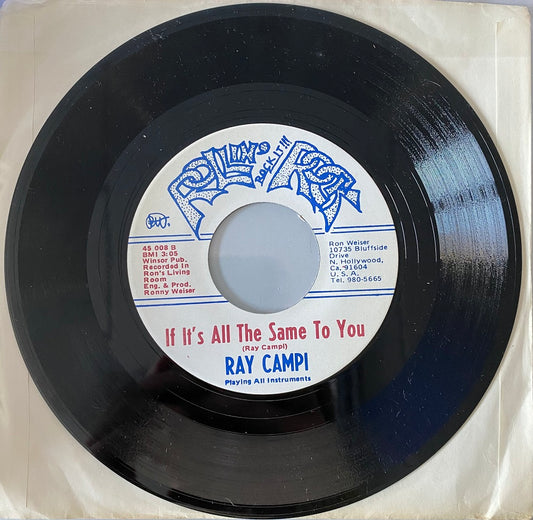 ROLLIN' ROCK
ROCK IT!!!
45 008 B
BMI 3:05
Winsor Pub.
Recorded In
Ron's Living
Room
Eng. & Prod.
Ronny Weiser
Ron Weiser
10735 Bluffside
Drive
N. Hollywood,
Ca. 91604
U. S. A.
Tel. 980-5665
If It's All The Same To You
(Ray Campi)
RAY CAMPI
Playing All Instruments